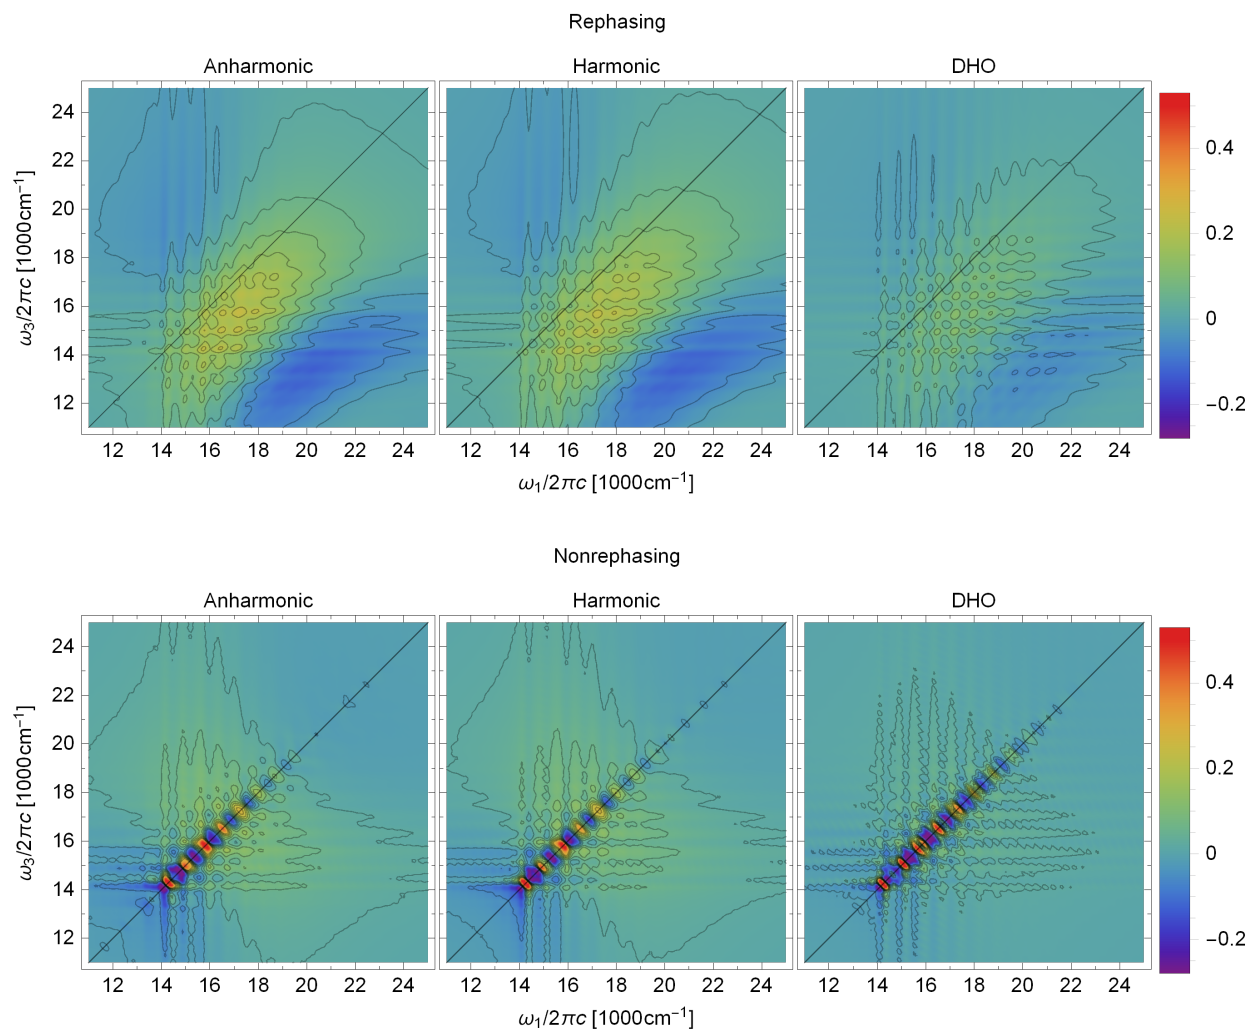 Rephasing
Anharmonic Harmonic DHO
24
22
20
18
16
14
12
ω₃/2πc [1000cm⁻¹]
0.4
0.2
0
−0.2
12 14 16 18 20 22 24 12 14 16 18 20 22 24 12 14 16 18 20 22 24
ω₁/2πc [1000cm⁻¹]
Nonrephasing
Anharmonic Harmonic DHO
24
22
20
18
16
14
12
ω₃/2πc [1000cm⁻¹]
0.4
0.2
0
−0.2
12 14 16 18 20 22 24 12 14 16 18 20 22 24 12 14 16 18 20 22 24
ω₁/2πc [1000cm⁻¹]